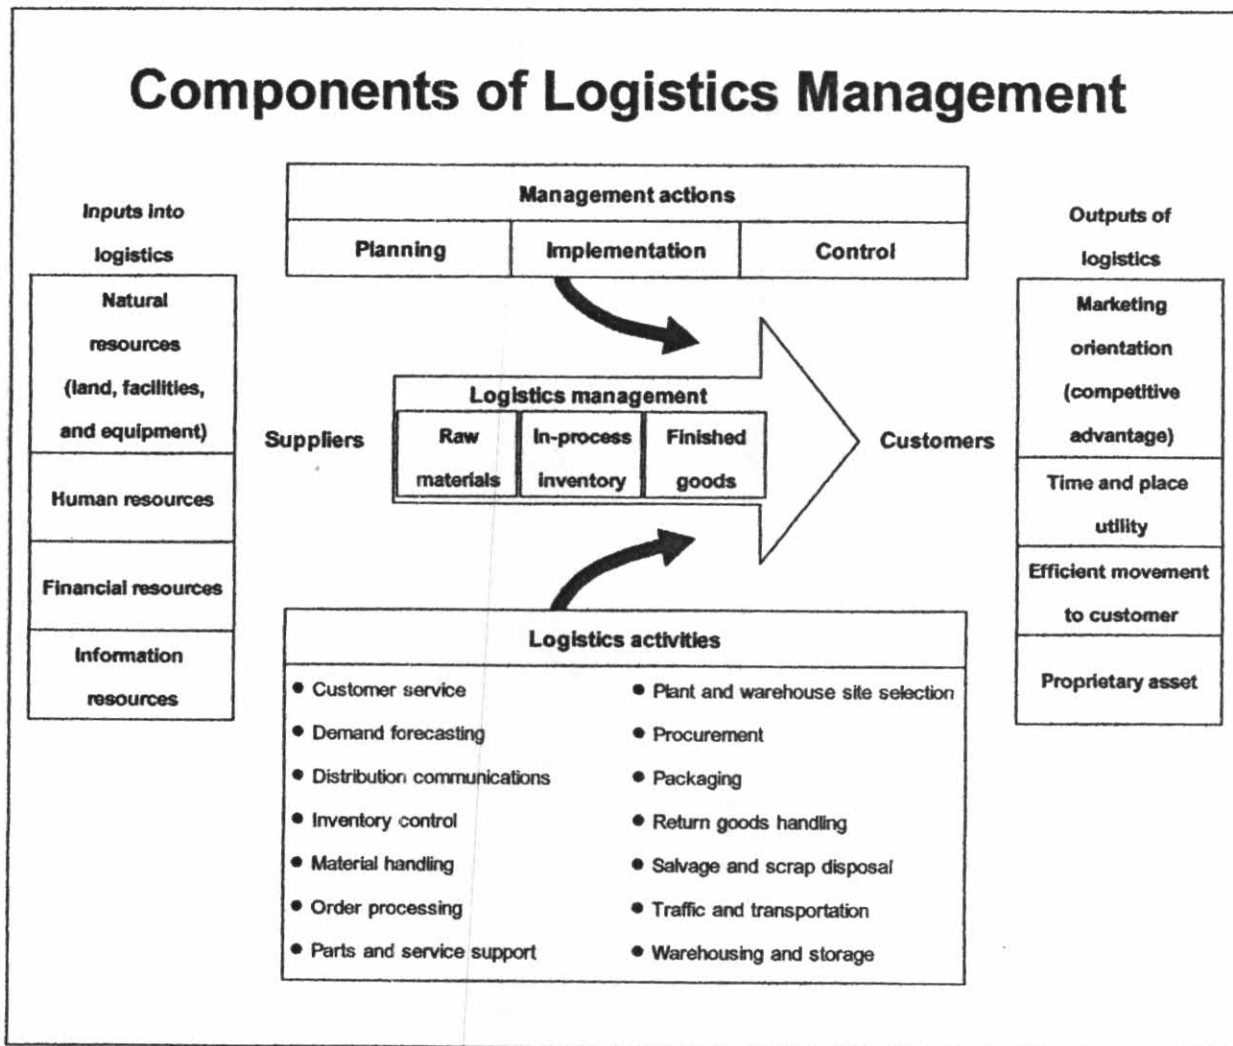 Components of Logistics Management
Inputs into
logistics
Natural
resources
(land, facilities,
and equipment)
Human resources
Financial resources
Information
resources
Management actions
Planning
Implementation
Control
Suppliers
Logistics management
Raw
materials
In-process
inventory
Finished
goods
Customers
Logistics activities
● Customer service
● Demand forecasting
● Distribution communications
● Inventory control
● Material handling
● Order processing
● Parts and service support
● Plant and warehouse site selection
● Procurement
● Packaging
● Return goods handling
● Salvage and scrap disposal
● Traffic and transportation
● Warehousing and storage
Outputs of
logistics
Marketing
orientation
(competitive
advantage)
Time and place
utility
Efficient movement
to customer
Proprietary asset